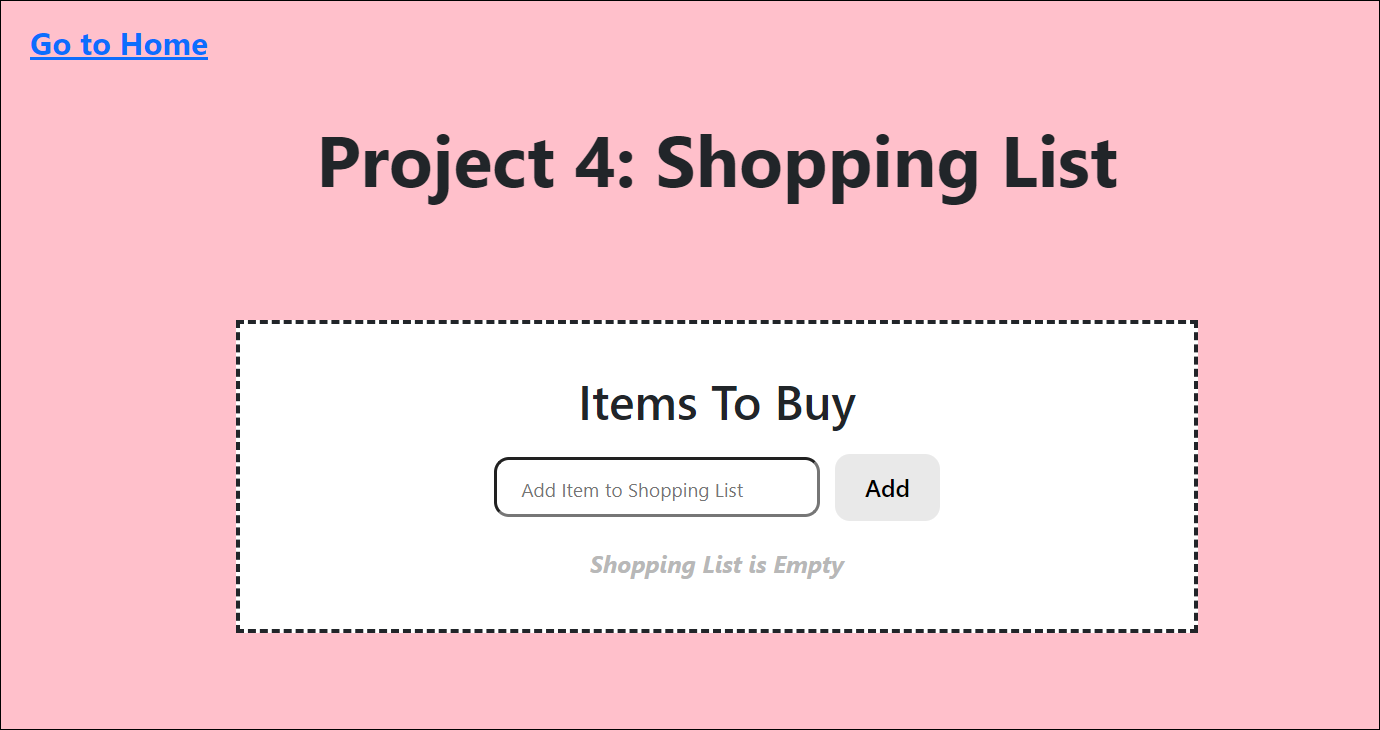 Go to Home
Project 4: Shopping List
Items To Buy
Add Item to Shopping List
Add
Shopping List is Empty